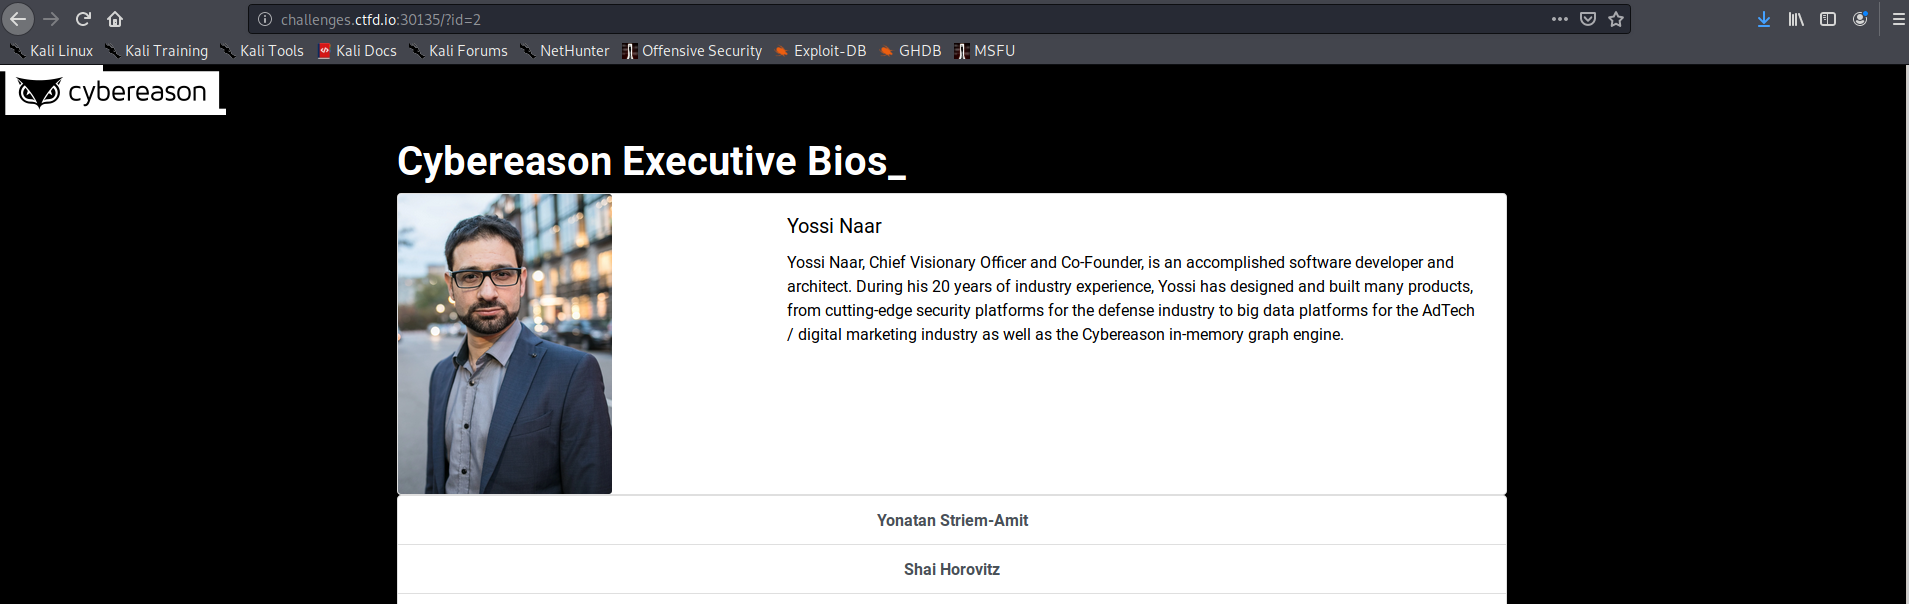 challenges.ctfd.io:30135/?id=2
Kali Linux Kali Training Kali Tools Kali Docs Kali Forums NetHunter Offensive Security Exploit-DB GHDB MSFU
cybereason
Cybereason Executive Bios_
Yossi Naar
Yossi Naar, Chief Visionary Officer and Co-Founder, is an accomplished software developer and
architect. During his 20 years of industry experience, Yossi has designed and built many products,
from cutting-edge security platforms for the defense industry to big data platforms for the AdTech
/ digital marketing industry as well as the Cybereason in-memory graph engine.
Yonatan Striem-Amit
Shai Horovitz